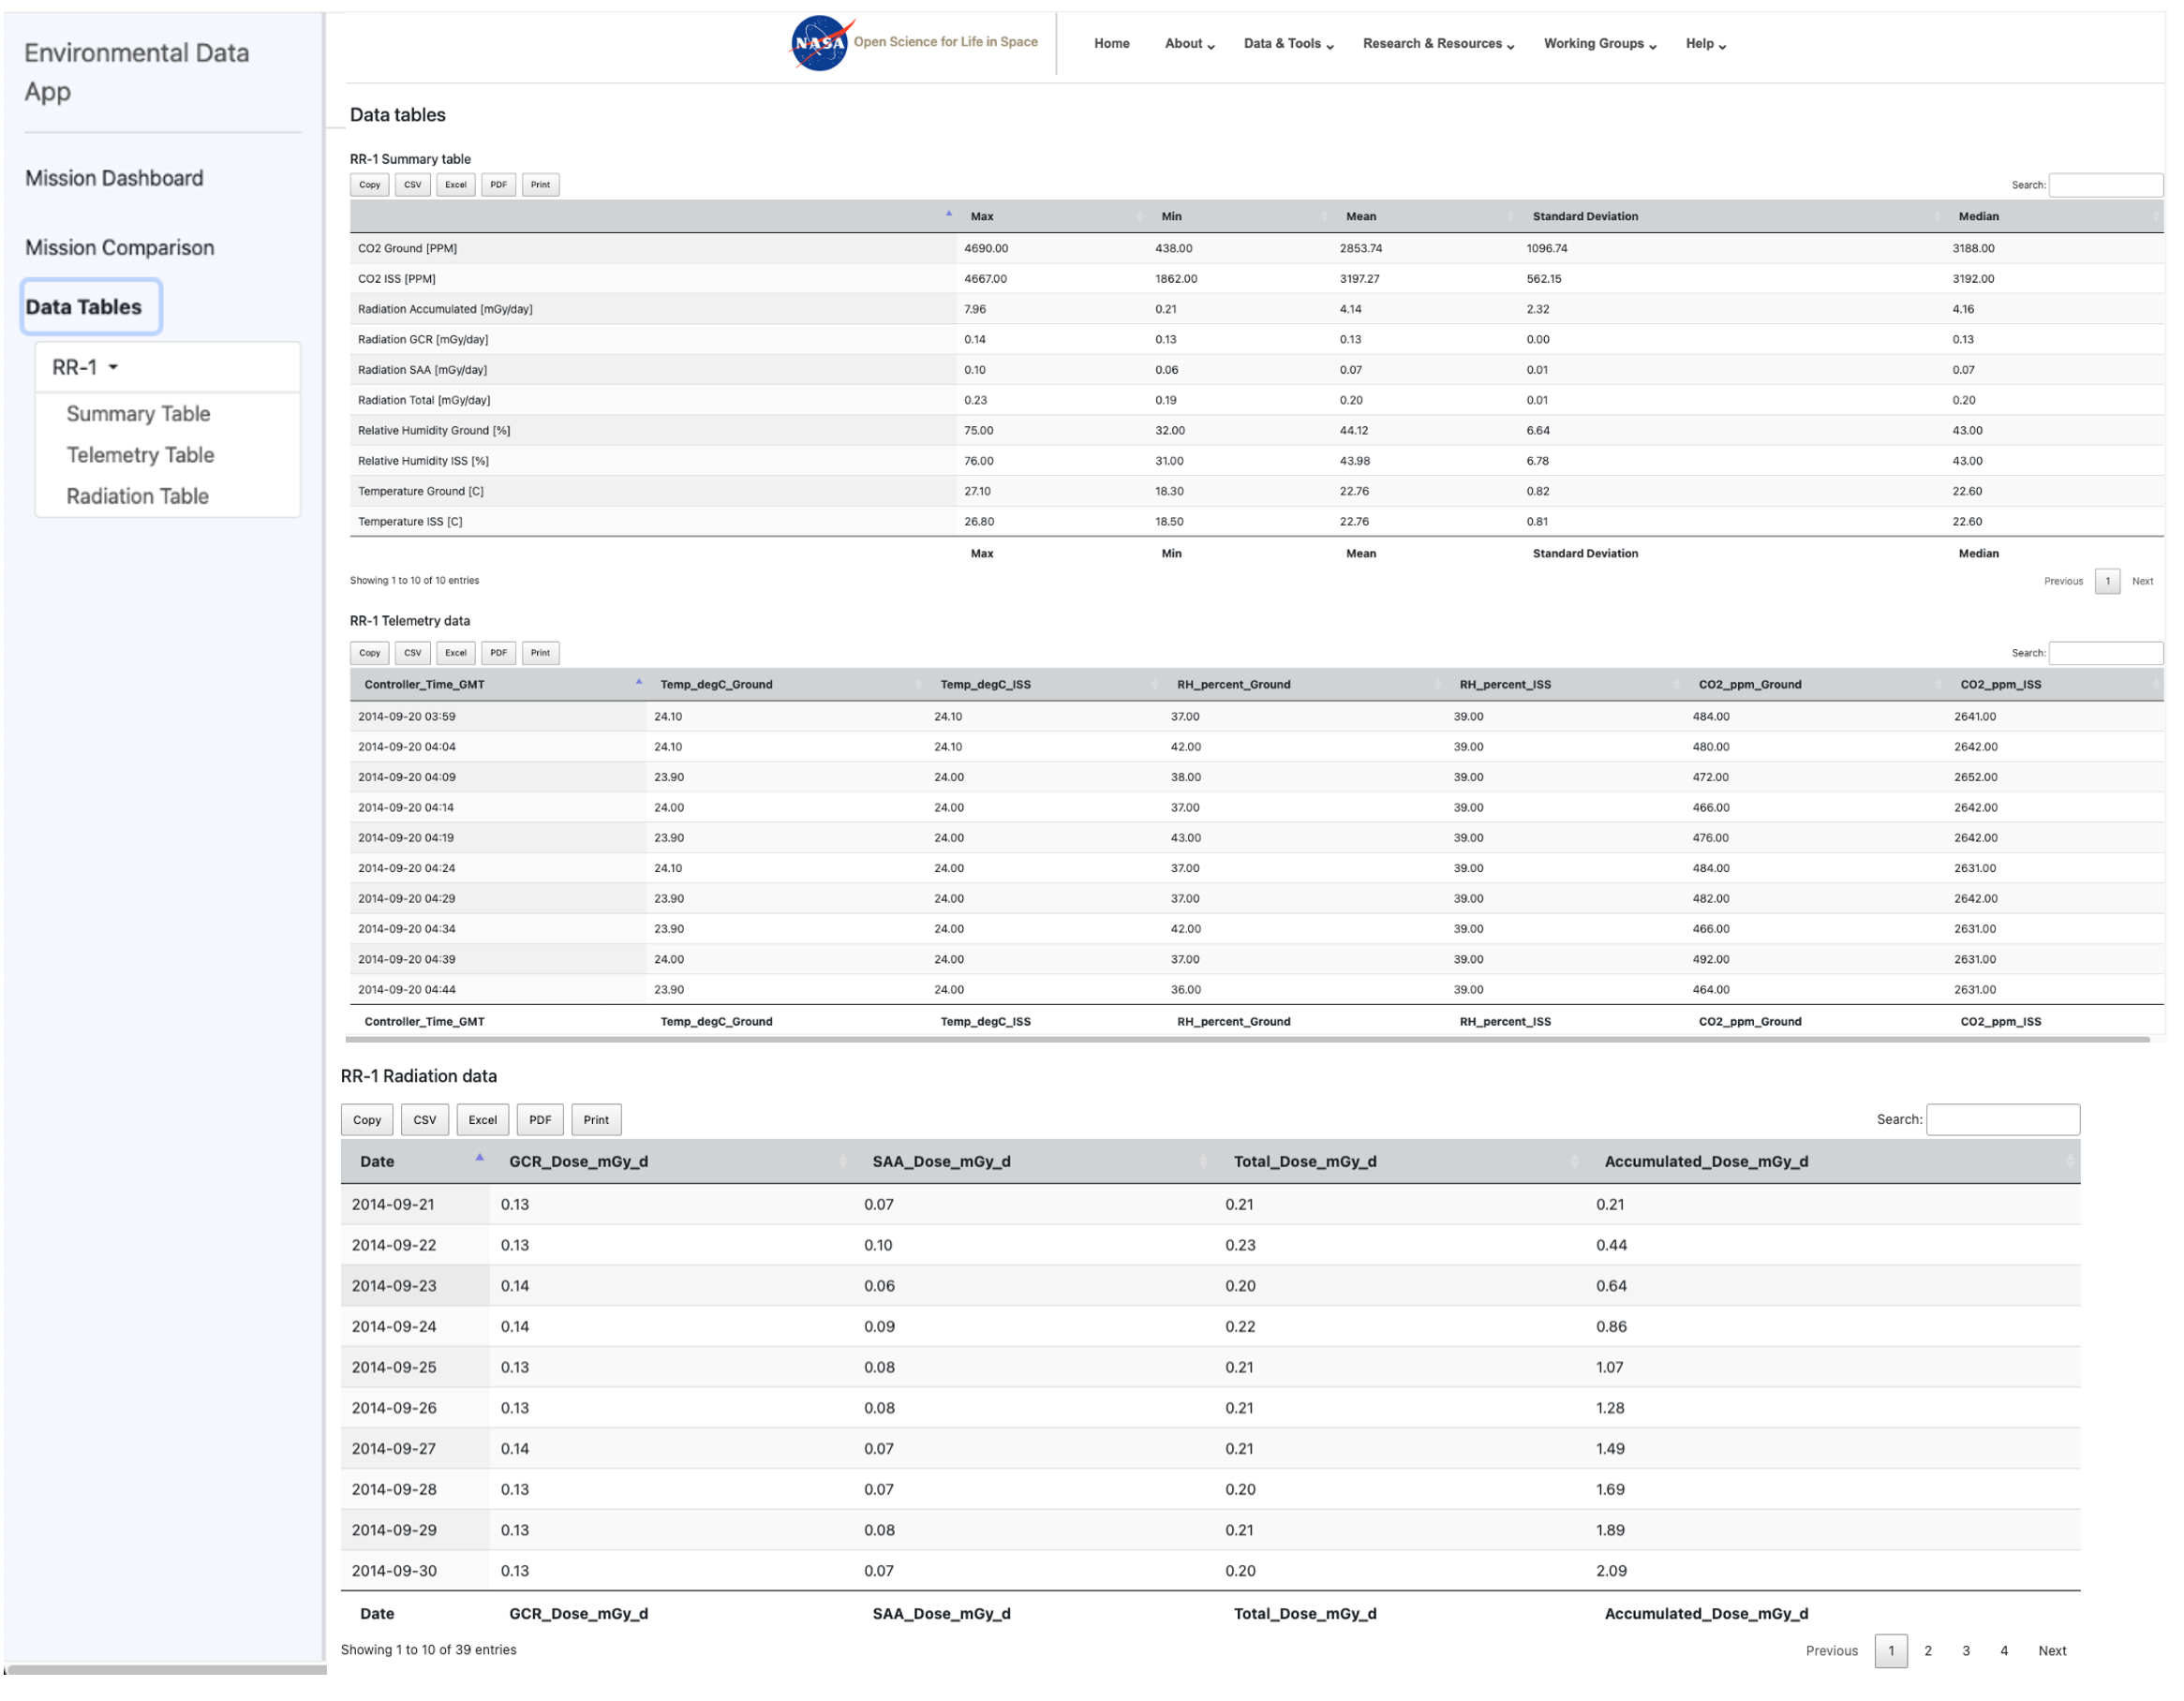 Environmental Data
App
Mission Dashboard
Mission Comparison
Data Tables
RR-1
Summary Table
Telemetry Table
Radiation Table
NASA Open Science for Life in Space Home About Data & Tools Research & Resources Working Groups Help
Data tables
RR-1 Summary table
Copy CSV Excel PDF Print Search:
Max Min Mean Standard Deviation Median
CO2 Ground [PPM] 4690.00 438.00 2853.74 1096.74 3188.00
CO2 ISS [PPM] 4667.00 1862.00 3197.27 562.15 3192.00
Radiation Accumulated [mGy/day] 7.96 0.21 4.14 2.32 4.16
Radiation GCR [mGy/day] 0.14 0.13 0.13 0.00 0.13
Radiation SAA [mGy/day] 0.10 0.06 0.07 0.01 0.07
Radiation Total [mGy/day] 0.23 0.19 0.20 0.01 0.20
Relative Humidity Ground [%] 75.00 32.00 44.12 6.64 43.00
Relative Humidity ISS [%] 76.00 31.00 43.98 6.78 43.00
Temperature Ground [C] 27.10 18.30 22.76 0.82 22.60
Temperature ISS [C] 26.80 18.50 22.76 0.81 22.60
Max Min Mean Standard Deviation Median
Showing 1 to 10 of 10 entries Previous 1 Next
RR-1 Telemetry data
Copy CSV Excel PDF Print Search:
Controller_Time_GMT Temp_degC_Ground Temp_degC_ISS RH_percent_Ground RH_percent_ISS CO2_ppm_Ground CO2_ppm_ISS
2014-09-20 03:59 24.10 24.10 37.00 39.00 484.00 2641.00
2014-09-20 04:04 24.10 24.10 42.00 39.00 480.00 2642.00
2014-09-20 04:09 23.90 24.00 38.00 39.00 472.00 2652.00
2014-09-20 04:14 24.00 24.00 37.00 39.00 466.00 2642.00
2014-09-20 04:19 23.90 24.00 43.00 39.00 476.00 2642.00
2014-09-20 04:24 24.10 24.00 37.00 39.00 484.00 2631.00
2014-09-20 04:29 23.90 24.00 37.00 39.00 482.00 2642.00
2014-09-20 04:34 23.90 24.00 42.00 39.00 466.00 2631.00
2014-09-20 04:39 24.00 24.00 37.00 39.00 492.00 2631.00
2014-09-20 04:44 23.90 24.00 36.00 39.00 464.00 2631.00
Controller_Time_GMT Temp_degC_Ground Temp_degC_ISS RH_percent_Ground RH_percent_ISS CO2_ppm_Ground CO2_ppm_ISS
RR-1 Radiation data
Copy CSV Excel PDF Print Search:
Date GCR_Dose_mGy_d SAA_Dose_mGy_d Total_Dose_mGy_d Accumulated_Dose_mGy_d
2014-09-21 0.13 0.07 0.21 0.21
2014-09-22 0.13 0.10 0.23 0.44
2014-09-23 0.14 0.06 0.20 0.64
2014-09-24 0.14 0.09 0.22 0.86
2014-09-25 0.13 0.08 0.21 1.07
2014-09-26 0.13 0.08 0.21 1.28
2014-09-27 0.14 0.07 0.21 1.49
2014-09-28 0.13 0.07 0.20 1.69
2014-09-29 0.13 0.08 0.21 1.89
2014-09-30 0.13 0.07 0.20 2.09
Date GCR_Dose_mGy_d SAA_Dose_mGy_d Total_Dose_mGy_d Accumulated_Dose_mGy_d
Showing 1 to 10 of 39 entries Previous 1 2 3 4 Next